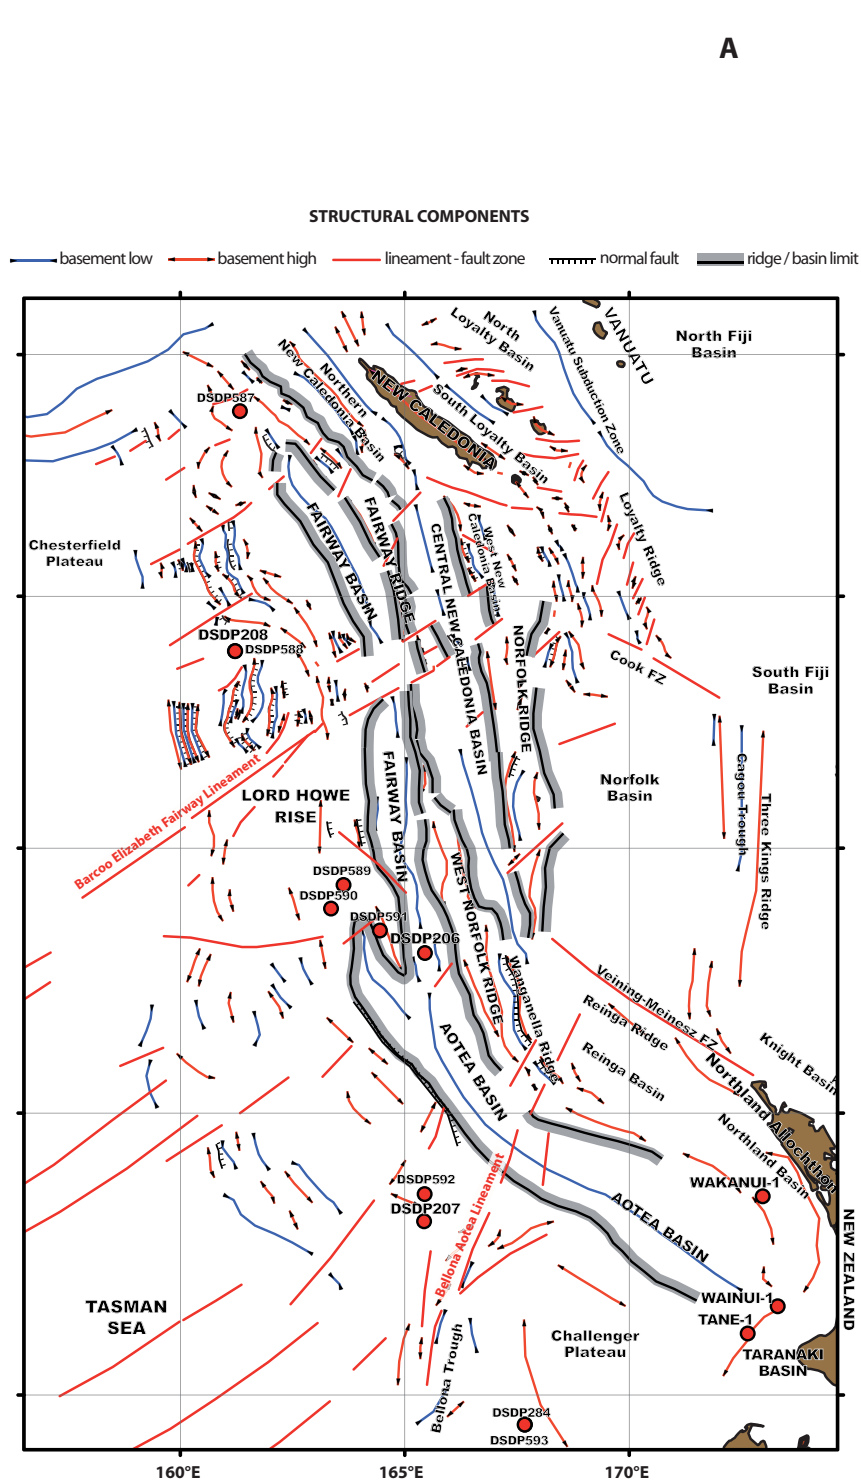 A
STRUCTURAL COMPONENTS
basement low
basement high
lineament - fault zone
normal fault
ridge / basin limit
North
Loyalty Basin
VANUATU
Vanuatu Subduction Zone
North Fiji
Basin
Northern
New Caledonia Basin
DSDP587
NEW CALEDONIA
South Loyalty Basin
Loyalty Ridge
FAIRWAY BASIN
FAIRWAY RIDGE
CENTRAL NEW CALEDONIA BASIN
West New
Caledonia Basin
Chesterfield
Plateau
DSDP208
DSDP588
NORFOLK RIDGE
Cook FZ
South Fiji
Basin
Barcoo Elizabeth Fairway Lineament
LORD HOWE
RISE
FAIRWAY BASIN
Norfolk
Basin
Cagou Trough
Three Kings Ridge
DSDP589
DSDP590
DSDP591
DSDP206
WEST NORFOLK RIDGE
Wanganella Ridge
Veining-Meinesz FZ
Reinga Ridge
Reinga Basin
Knight Basin
AOTEA BASIN
Northland Allochthon
Northland Basin
WAKANUI-1
DSDP592
DSDP207
Bellona Aotea Lineament
AOTEA BASIN
NEW ZEALAND
WAINUI-1
TANE-1
TARANAKI
BASIN
TASMAN
SEA
Challenger
Plateau
Bellona Trough
DSDP284
DSDP593
160°E
165°E
170°E